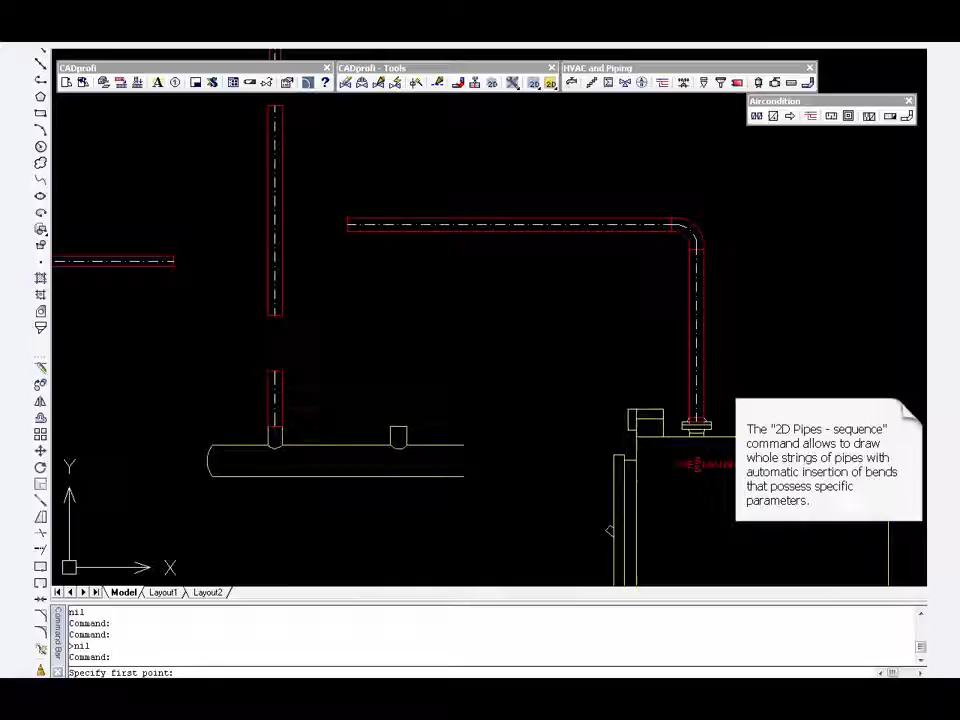 CADprofi
CADprofi - Tools
HVAC and Piping
Aircondition
The "2D Pipes - sequence"
command allows to draw
whole strings of pipes with
automatic insertion of bends
that possess specific
parameters.
Y
X
Model
Layout1
Layout2
nil
Command:
Command:
>nil
Command:
Specify first point:
Command Bar